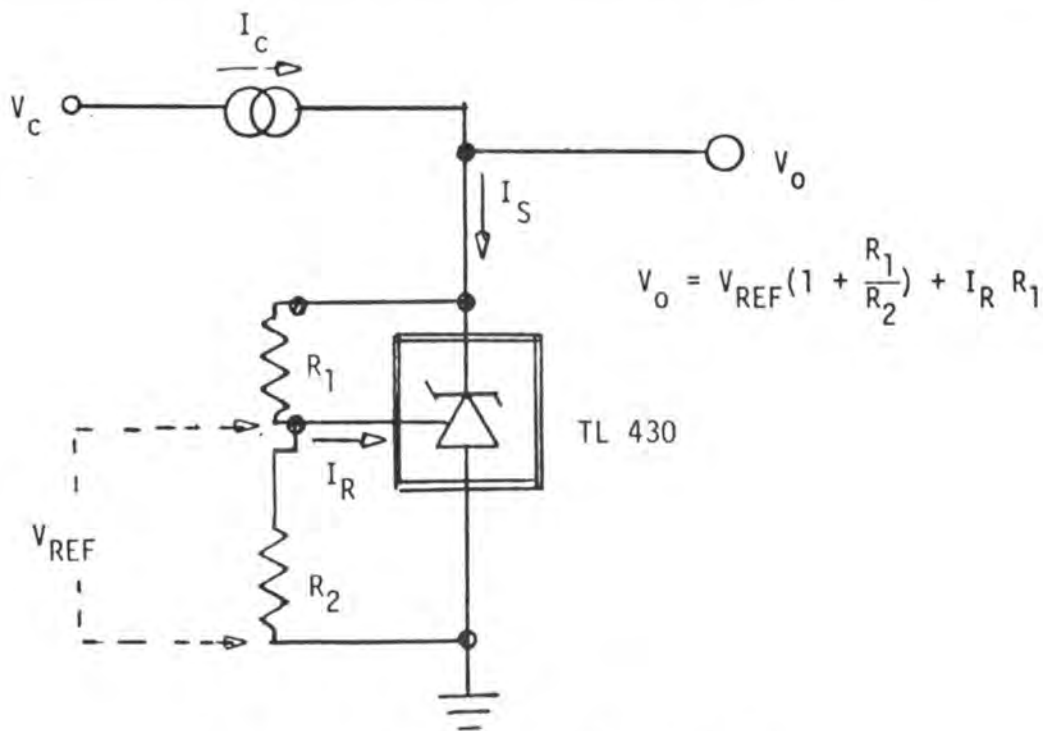 I_c
V_c
V_o
I_S
V_o = V_REF(1 + R_1/R_2) + I_R R_1
R_1
TL 430
I_R
V_REF
R_2